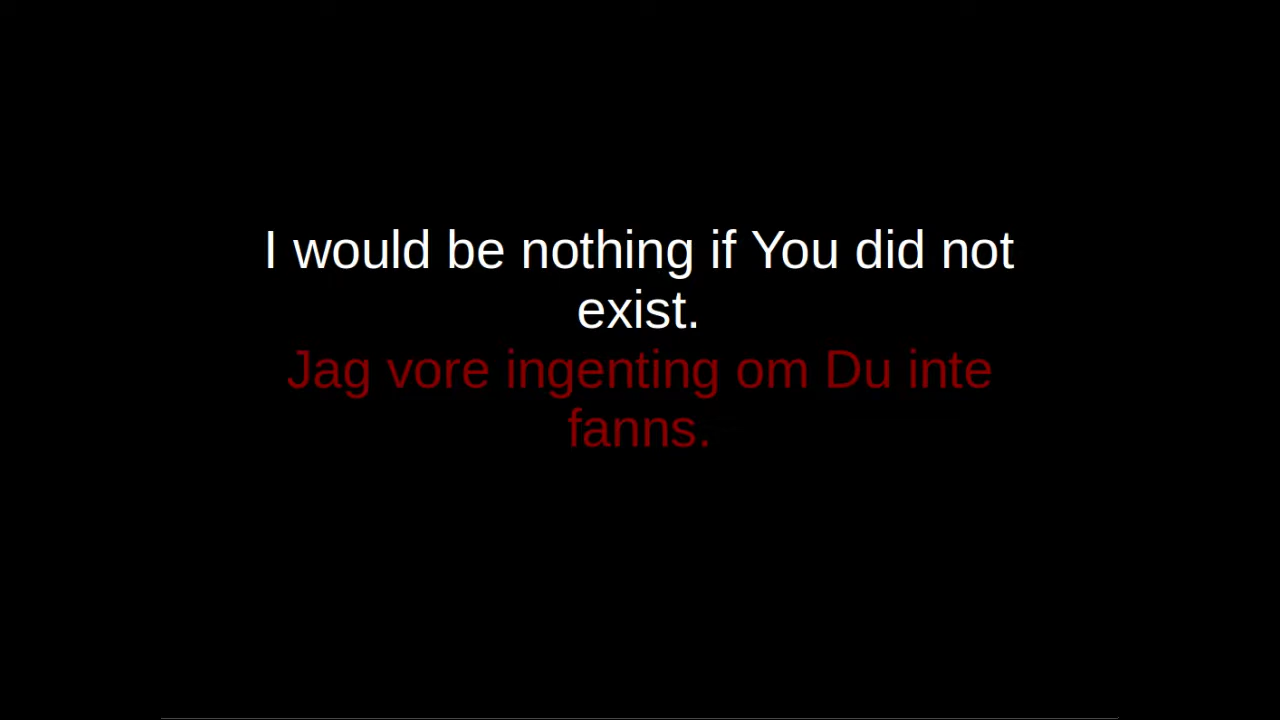 I would be nothing if You did not
exist.
Jag vore ingenting om Du inte
fanns.